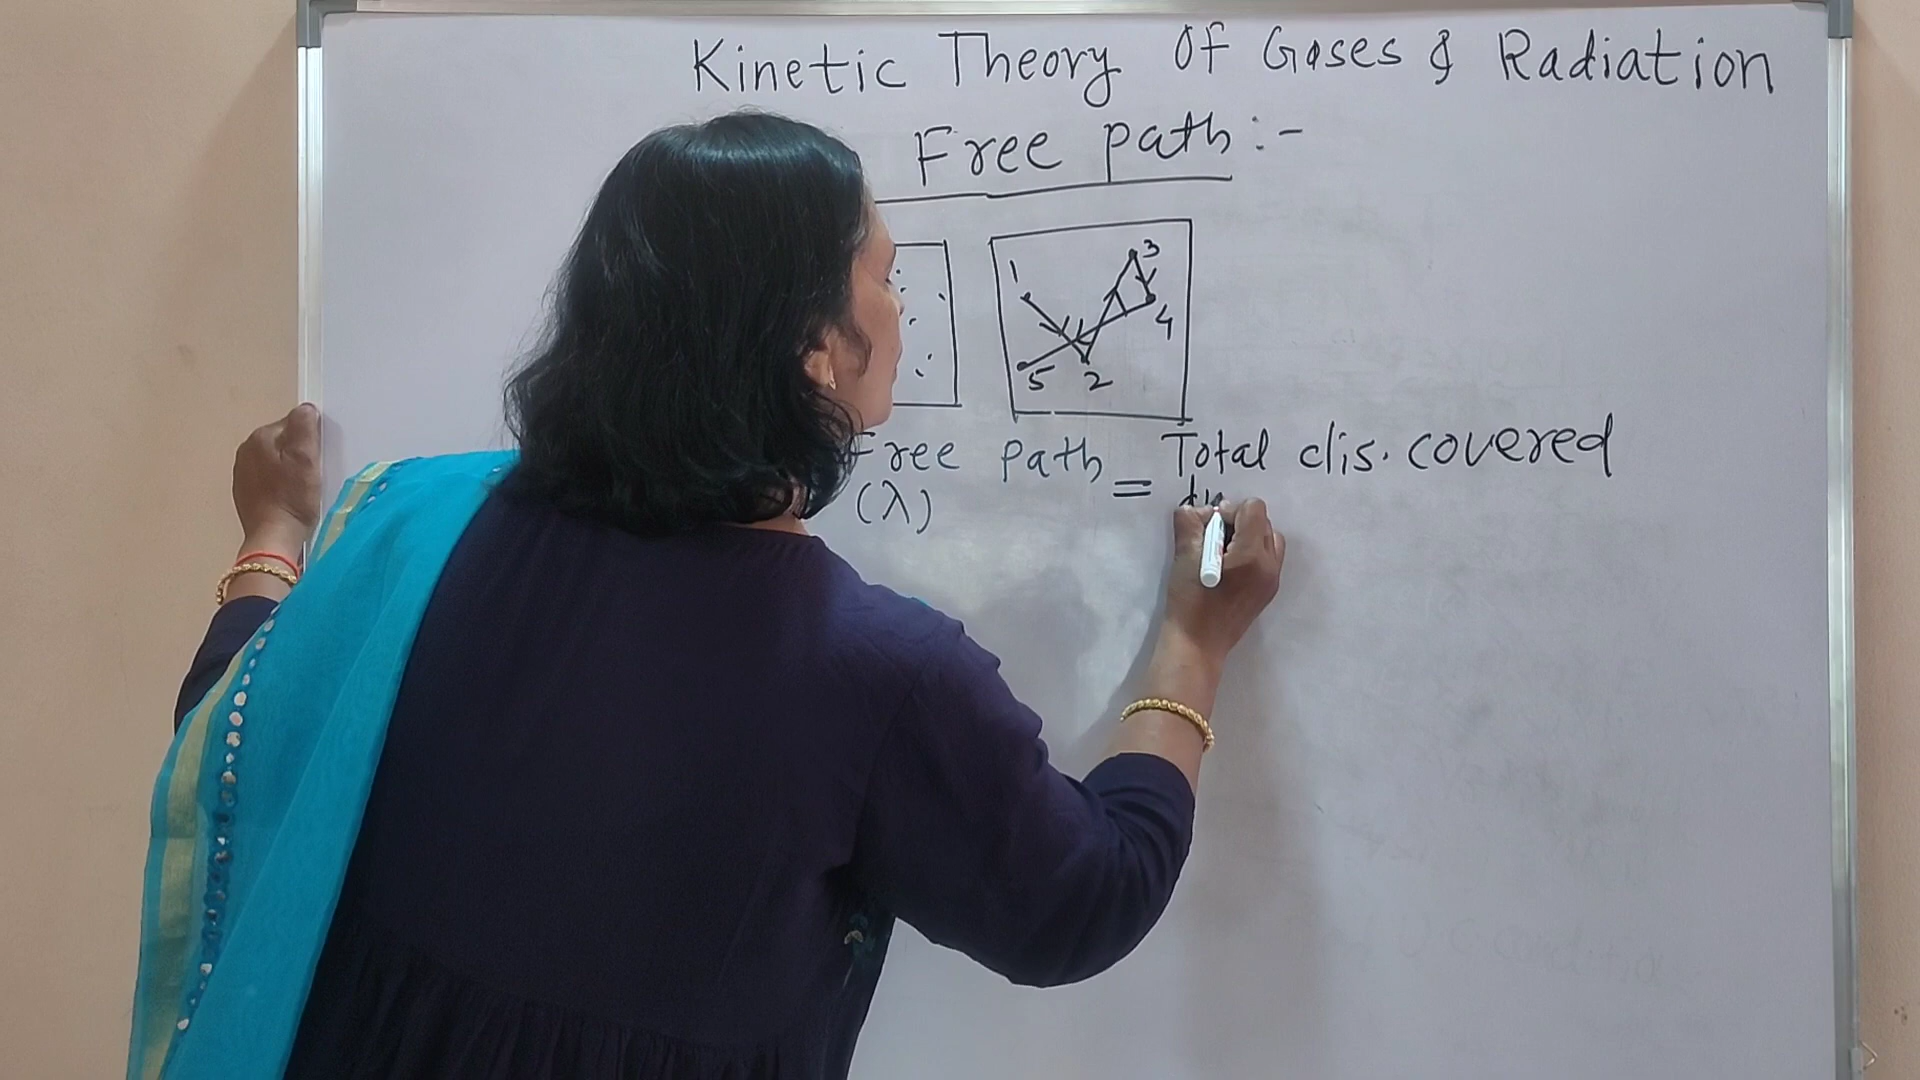 Kinetic Theory Of Gases & Radiation
Free path :-
1
3
4
5
2
Free path = Total dis. covered
(λ)